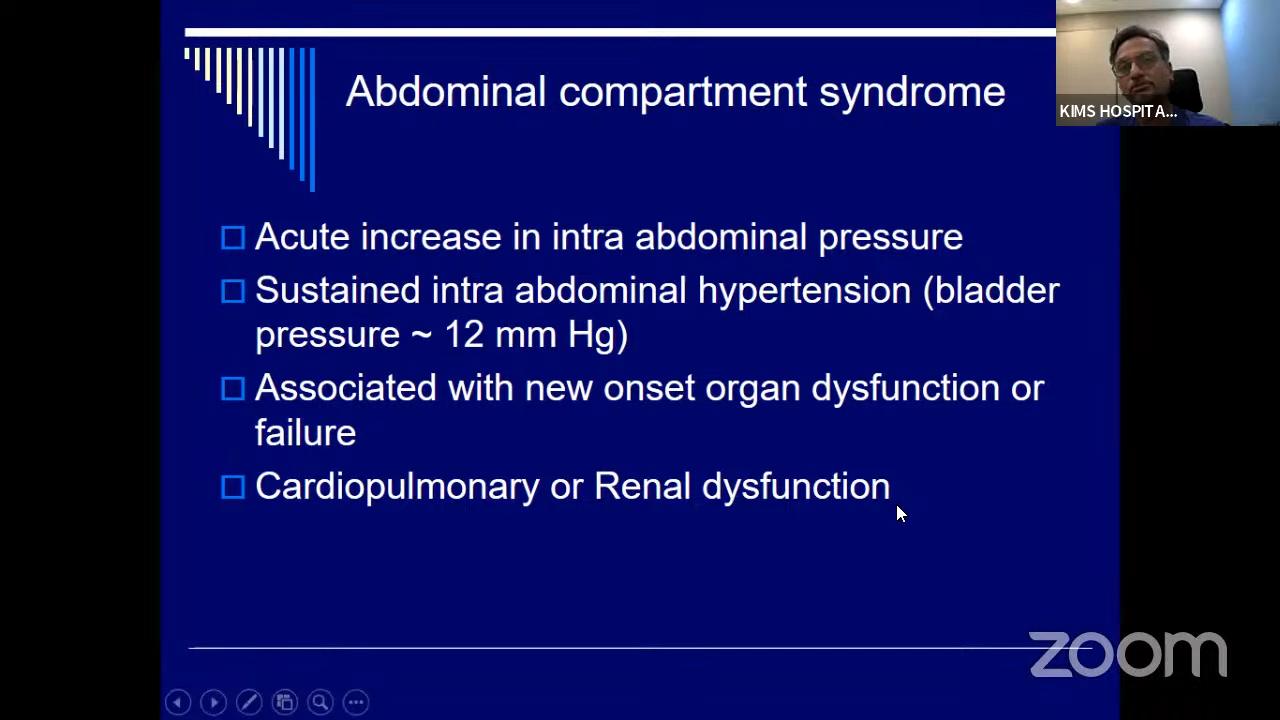 Abdominal compartment syndrome
KIMS HOSPITA...
Acute increase in intra abdominal pressure
Sustained intra abdominal hypertension (bladder
pressure ~ 12 mm Hg)
Associated with new onset organ dysfunction or
failure
Cardiopulmonary or Renal dysfunction
zoom